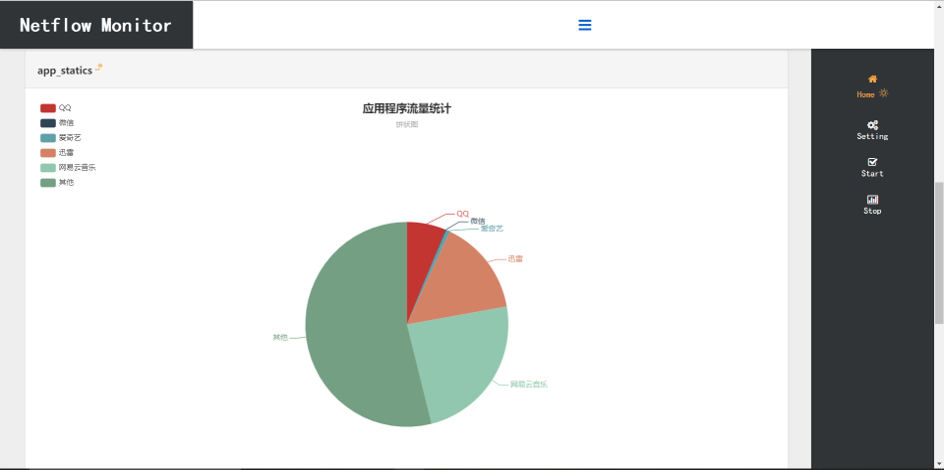 Netflow Monitor
app_statics
QQ
微信
爱奇艺
迅雷
网易云音乐
其他
应用程序流量统计
饼状图
QQ
微信
爱奇艺
迅雷
网易云音乐
其他
Home
Setting
Start
Stop